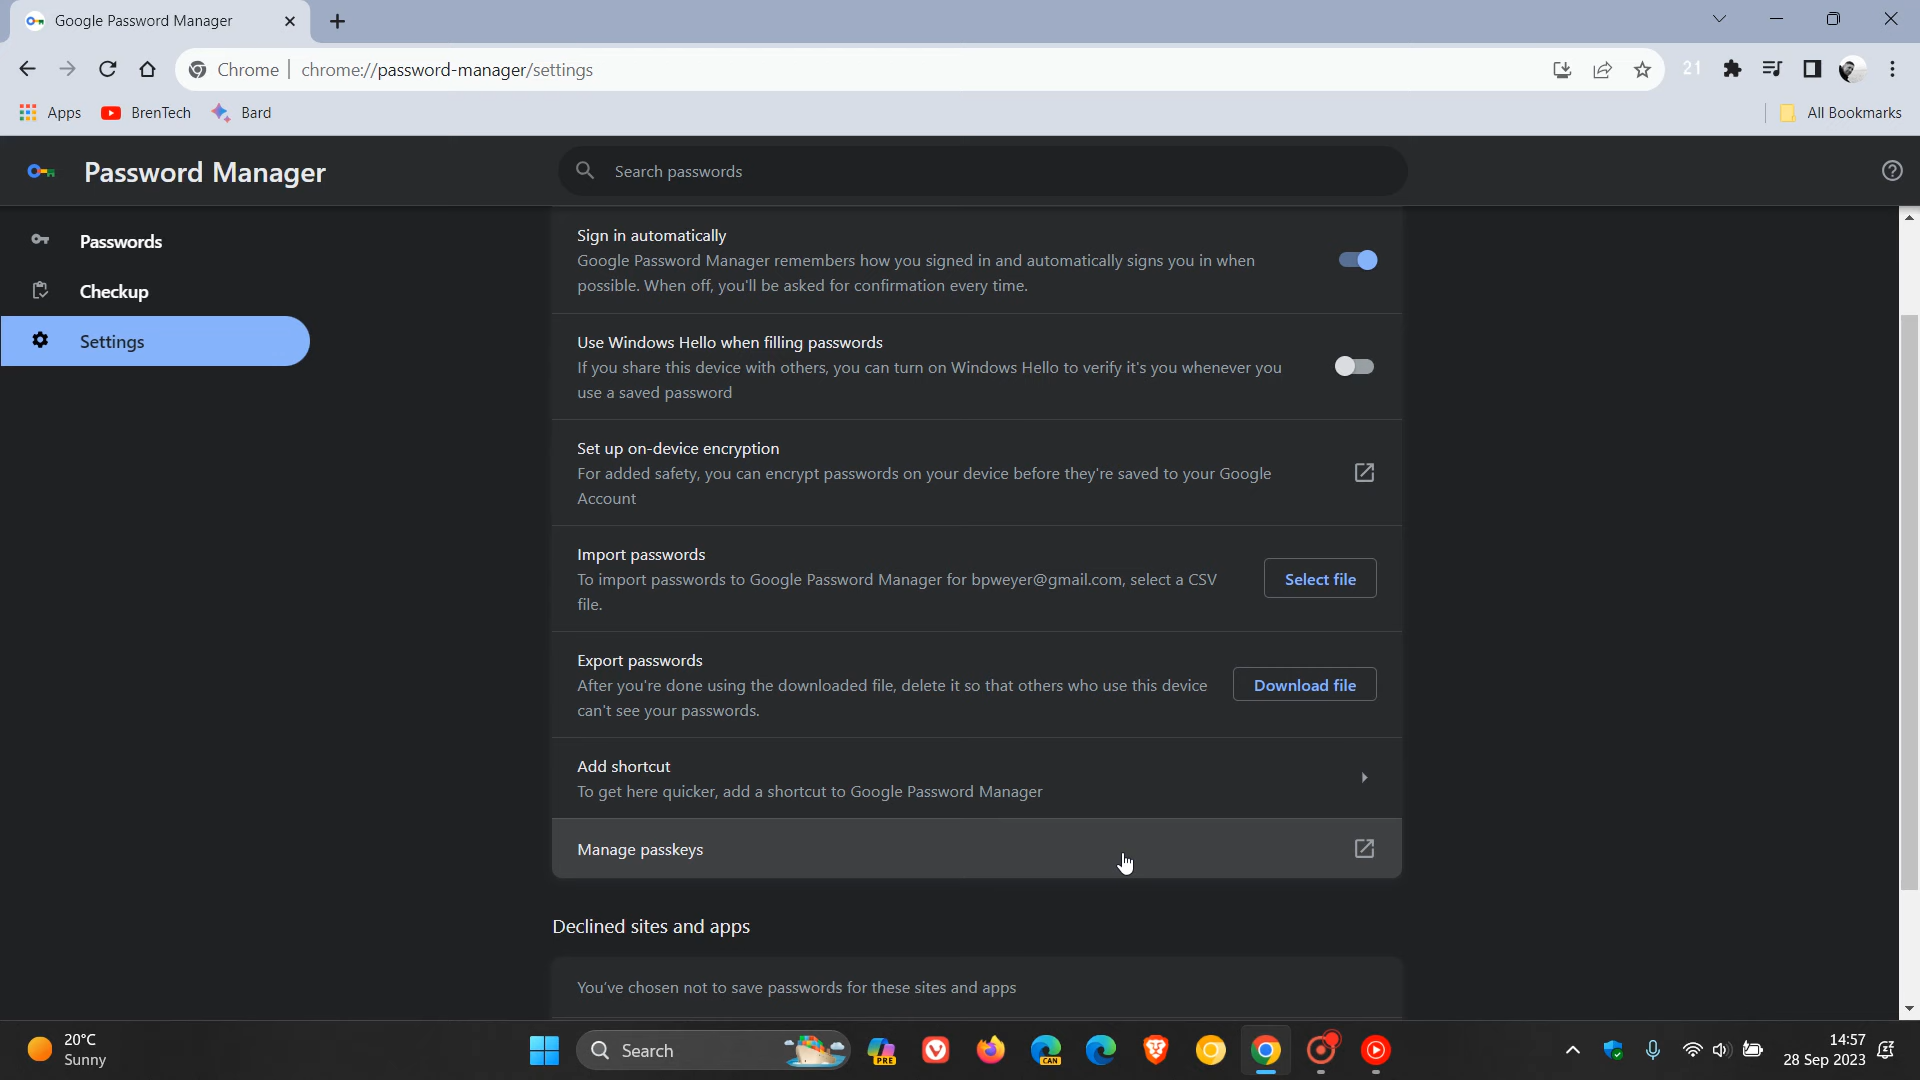 Google Password Manager
Chrome
chrome://password-manager/settings
21
Apps
BrenTech
Bard
All Bookmarks
Password Manager
Search passwords
Passwords
Checkup
Settings
Sign in automatically
Google Password Manager remembers how you signed in and automatically signs you in when
possible. When off, you'll be asked for confirmation every time.
Use Windows Hello when filling passwords
If you share this device with others, you can turn on Windows Hello to verify it's you whenever you
use a saved password
Set up on-device encryption
For added safety, you can encrypt passwords on your device before they're saved to your Google
Account
Import passwords
To import passwords to Google Password Manager for bpweyer@gmail.com, select a CSV
file.
Select file
Export passwords
After you're done using the downloaded file, delete it so that others who use this device
can't see your passwords.
Download file
Add shortcut
To get here quicker, add a shortcut to Google Password Manager
Manage passkeys
Declined sites and apps
You've chosen not to save passwords for these sites and apps
20°C
Sunny
Search
PRE
CAN
14:57
28 Sep 2023